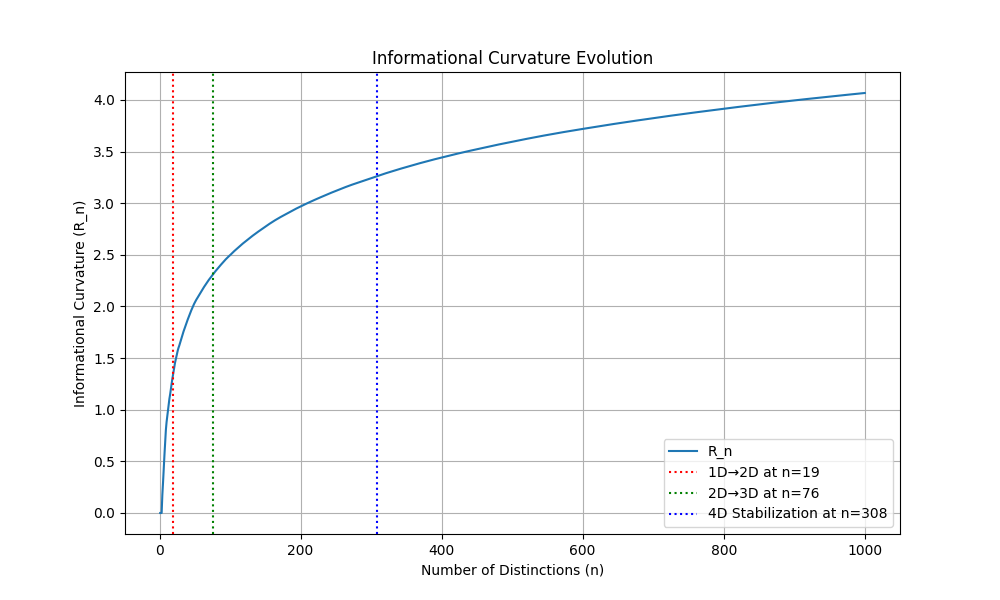 Informational Curvature Evolution
Informational Curvature (R_n)
4.0
3.5
3.0
2.5
2.0
1.5
1.0
0.5
0.0
R_n
1D→2D at n=19
2D→3D at n=76
4D Stabilization at n=308
0 200 400 600 800 1000
Number of Distinctions (n)